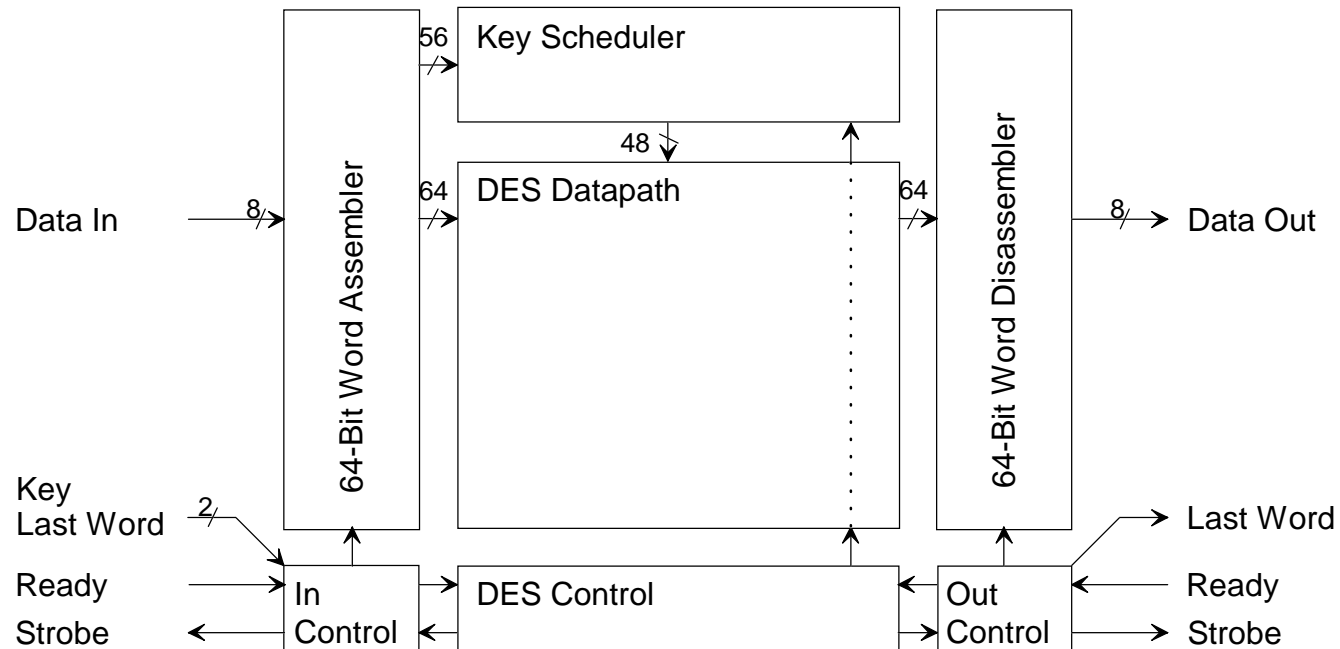 56
Key Scheduler
48
64
DES Datapath
64
Data In
8
64-Bit Word Assembler
64-Bit Word Disassembler
8
Data Out
Key
Last Word
2
Last Word
Ready
In
Control
DES Control
Out
Control
Ready
Strobe
Strobe